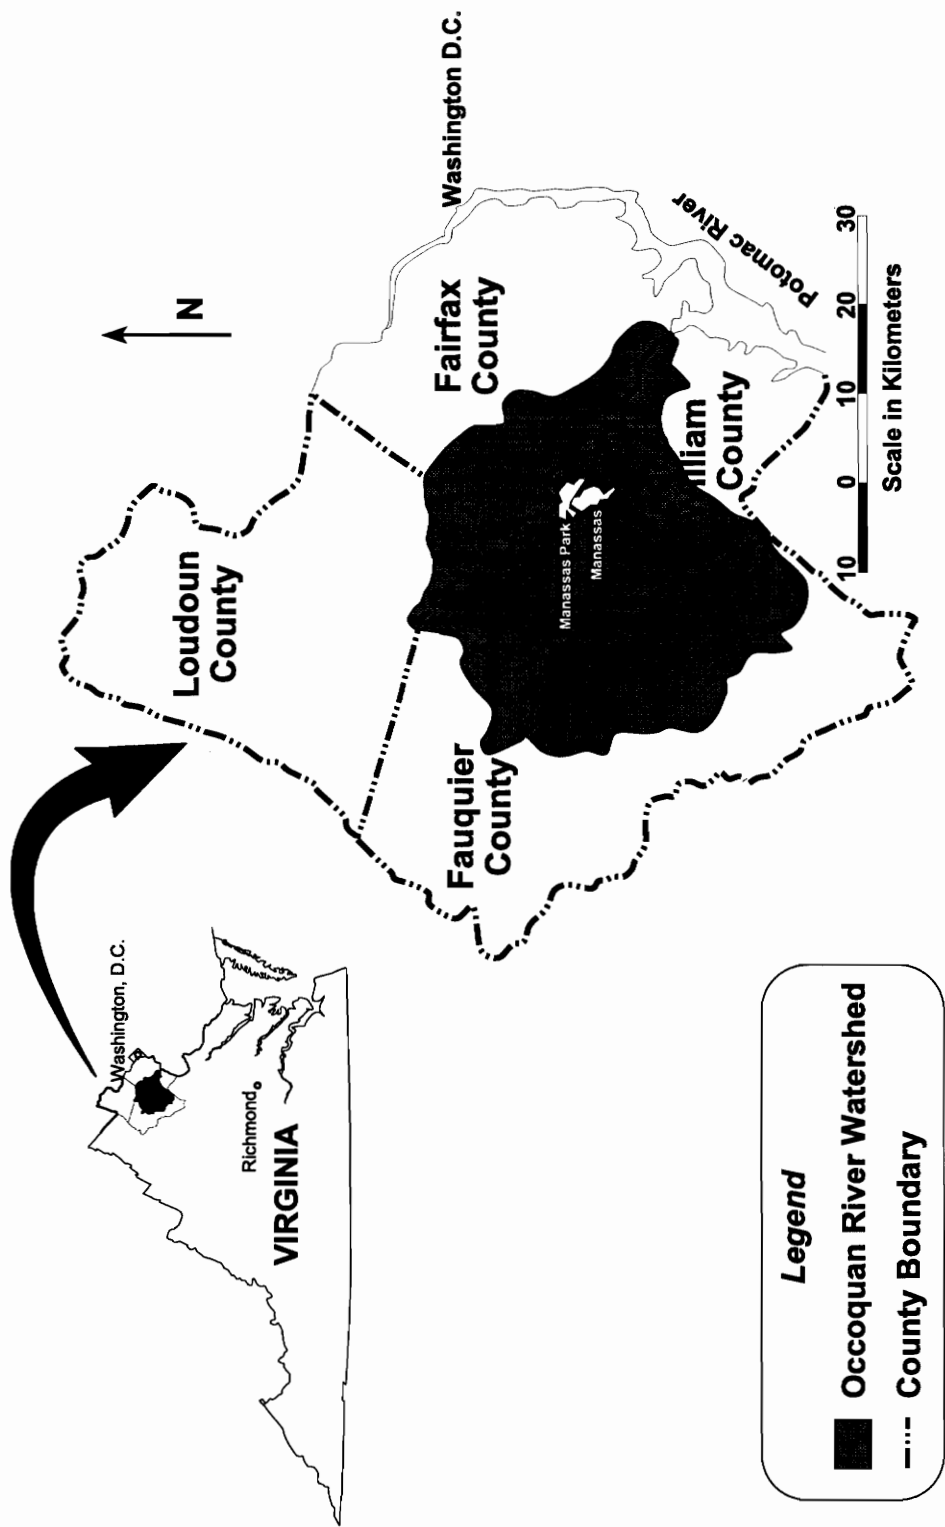 Washington, D.C.
Richmond
VIRGINIA
N
Loudoun
County
Fairfax
County
Washington D.C.
Fauquier
County
Manassas Park
Manassas
lliam
County
Potomac River
10 0 10 20 30
Scale in Kilometers
Legend
Occoquan River Watershed
County Boundary